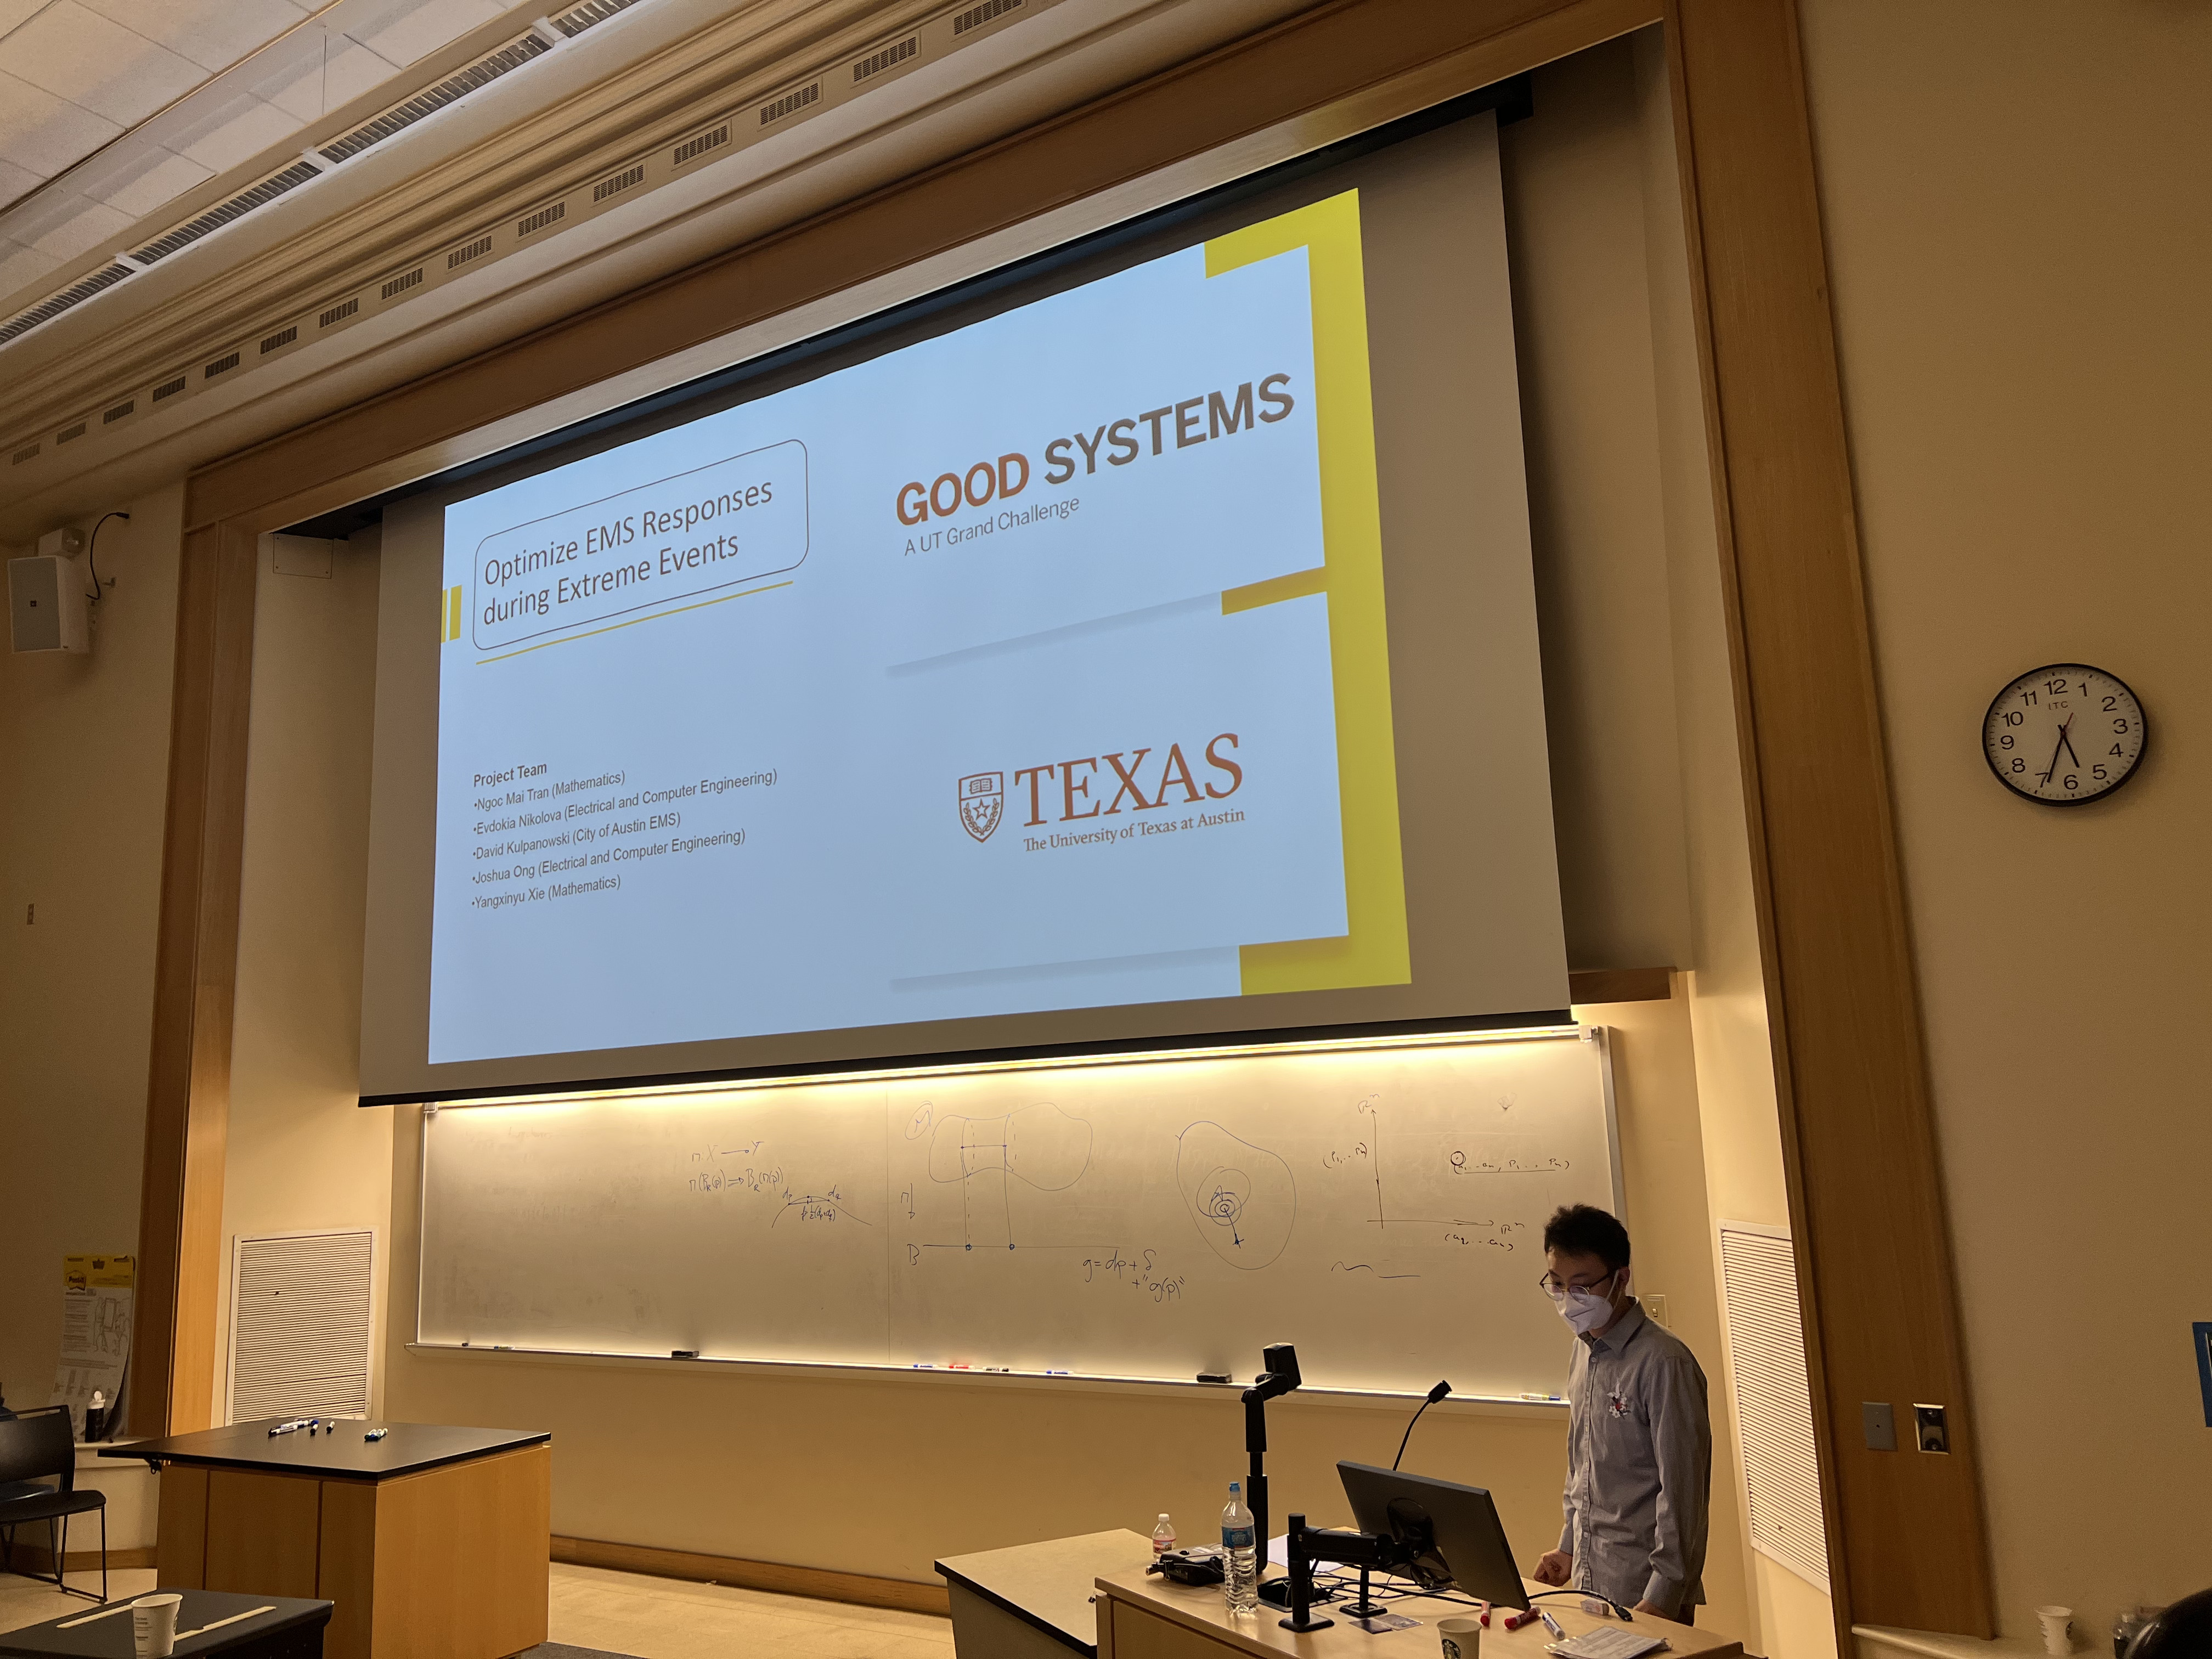 Optimize EMS Responses
during Extreme Events
GOOD SYSTEMS
A UT Grand Challenge
Project Team
•Ngoc Mai Tran (Mathematics)
•Evdokia Nikolova (Electrical and Computer Engineering)
•David Kulpanowski (City of Austin EMS)
•Joshua Ong (Electrical and Computer Engineering)
•Yangxinyu Xie (Mathematics)
TEXAS
The University of Texas at Austin
12
1
2
3
4
5
6
7
8
9
10
11
ITC
B
g=dp+δ
+"g(p)"
Post-it